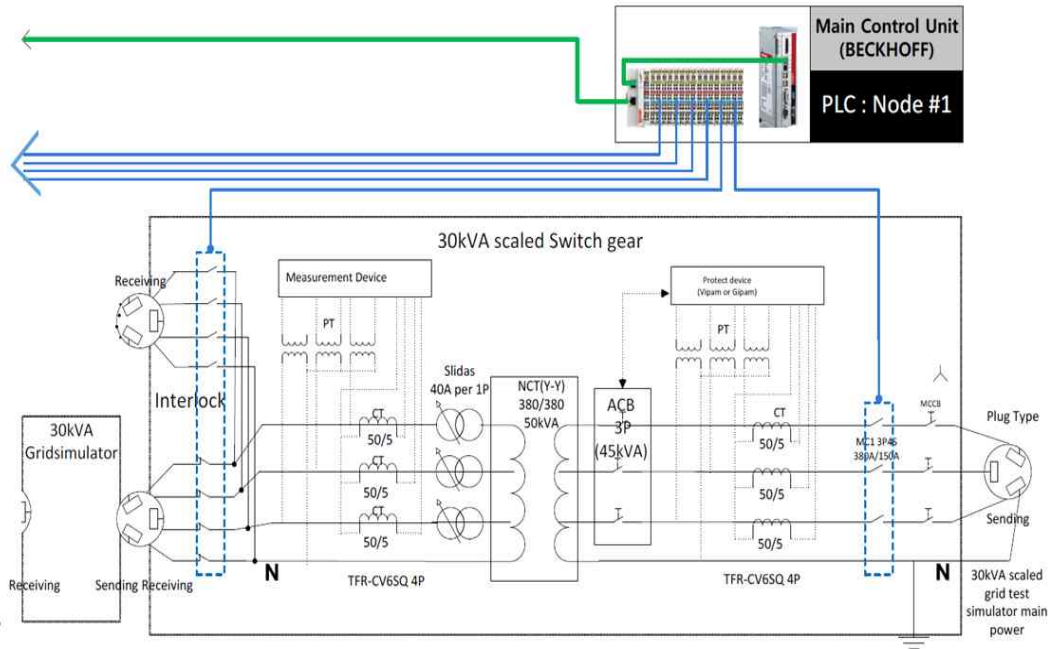 Main Control Unit
(BECKHOFF)
PLC : Node #1
30kVA scaled Switch gear
Receiving
Measurement Device
Protect device
(Vipam or Gipam)
PT
PT
Slidas
40A per 1P
NCT(Y-Y)
380/380
50kVA
ACB
3P
(45kVA)
Interlock
CT
50/5
CT
50/5
CT
50/5
CT
50/5
50/5
50/5
MC1 3P4S
380A/150A
MCCB
Plug Type
Sending
30kVA
Gridsimulator
Receiving
Sending Receiving
N
TFR-CV6SQ 4P
TFR-CV6SQ 4P
N
30kVA scaled
grid test
simulator main
power